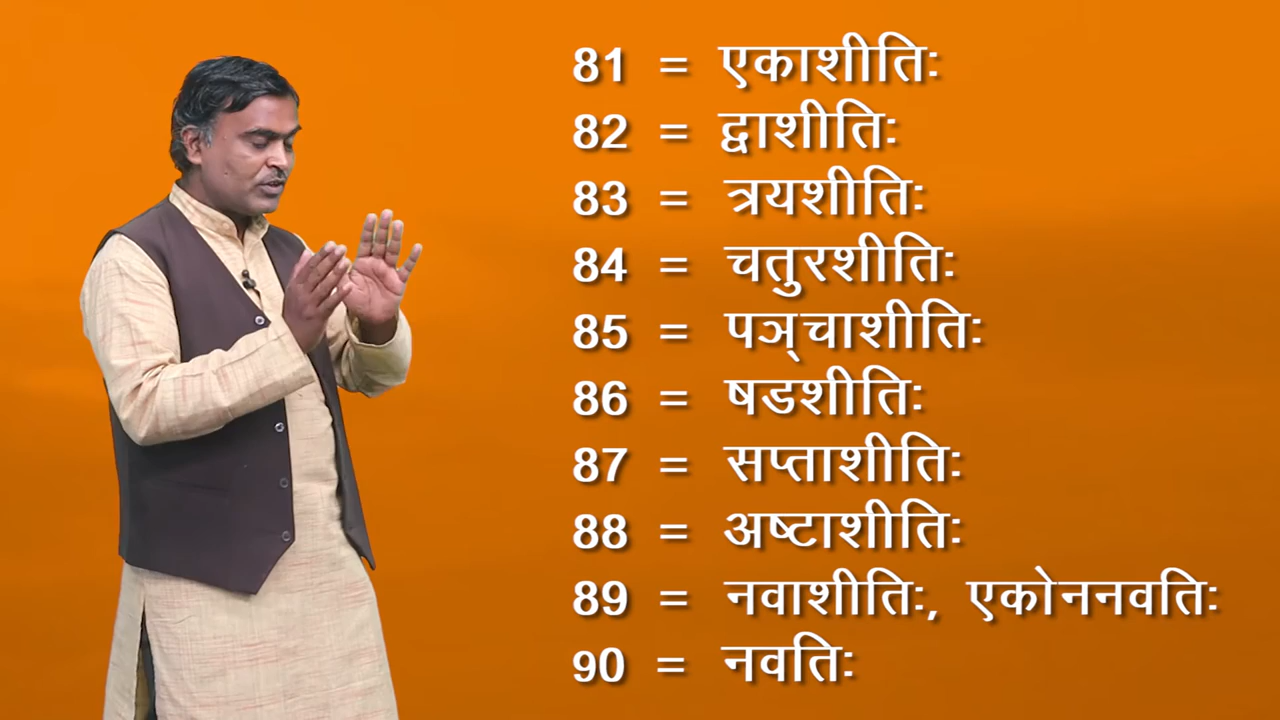 81 = एकाशीतिः
82 = द्वाशीतिः
83 = त्रयशीतिः
84 = चतुरशीतिः
85 = पञ्‌चाशीतिः
86 = षडशीतिः
87 = सप्ताशीतिः
88 = अष्टाशीतिः
89 = नवाशीतिः, एकोननवतिः
90 = नवतिः